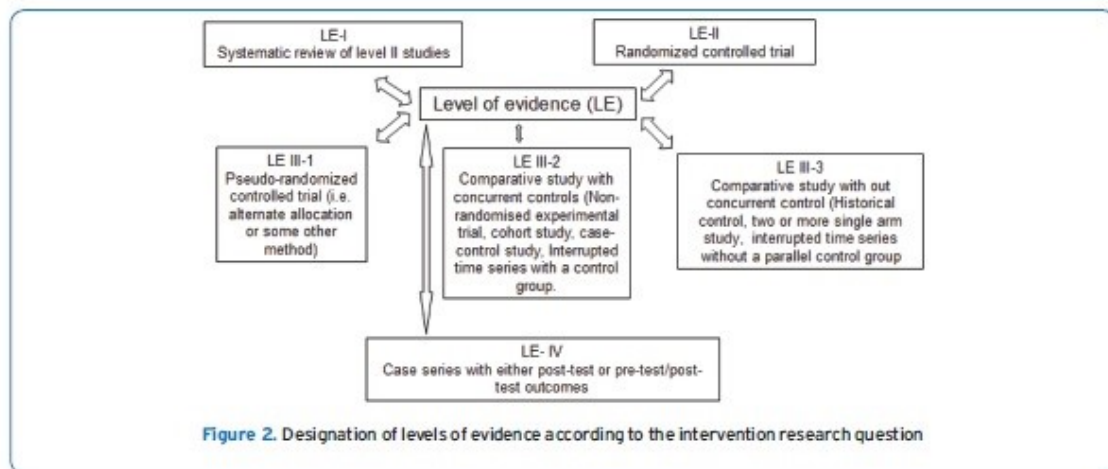 LE-I
Systematic review of level II studies
LE-II
Randomized controlled trial
Level of evidence (LE)
LE III-1
Pseudo-randomized
controlled trial (i.e.
alternate allocation
or some other
method)
LE III-2
Comparative study with
concurrent controls (Non-
randomised experimental
trial, cohort study, case-
control study, Interrupted
time series with a control
group.
LE III-3
Comparative study with out
concurrent control (Historical
control, two or more single arm
study, interrupted time series
without a parallel control group
LE- IV
Case series with either post-test or pre-test/post-
test outcomes
Figure 2. Designation of levels of evidence according to the intervention research question